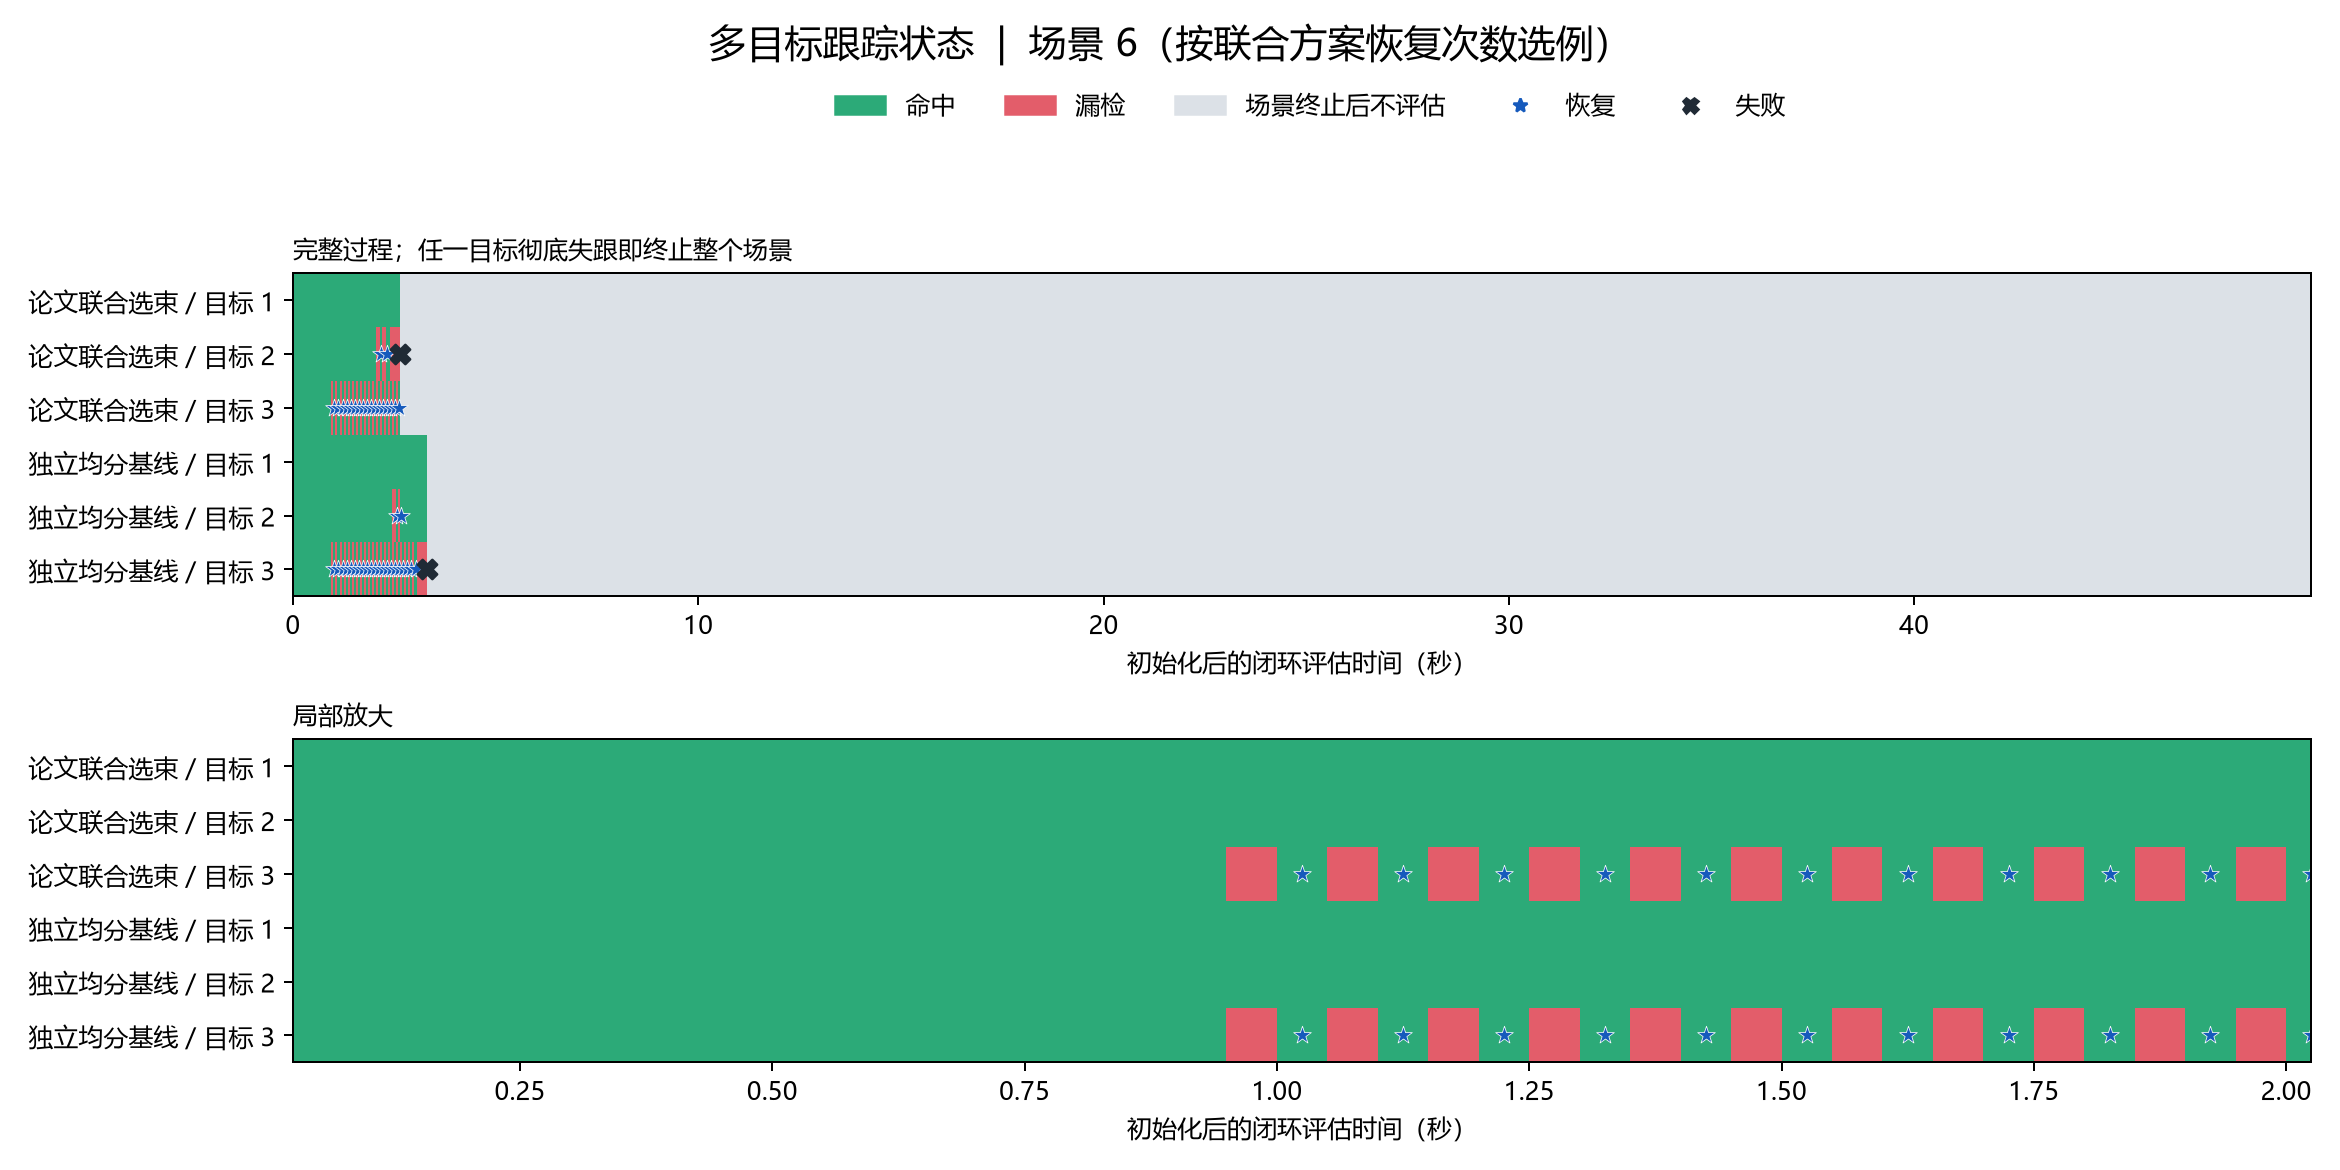 多目标跟踪状态 | 场景 6（按联合方案恢复次数选例）
命中 漏检 场景终止后不评估 恢复 失败
完整过程；任一目标彻底失跟即终止整个场景
论文联合选束 / 目标 1
论文联合选束 / 目标 2
论文联合选束 / 目标 3
独立均分基线 / 目标 1
独立均分基线 / 目标 2
独立均分基线 / 目标 3
0 10 20 30 40
初始化后的闭环评估时间（秒）
局部放大
论文联合选束 / 目标 1
论文联合选束 / 目标 2
论文联合选束 / 目标 3
独立均分基线 / 目标 1
独立均分基线 / 目标 2
独立均分基线 / 目标 3
0.25 0.50 0.75 1.00 1.25 1.50 1.75 2.00
初始化后的闭环评估时间（秒）